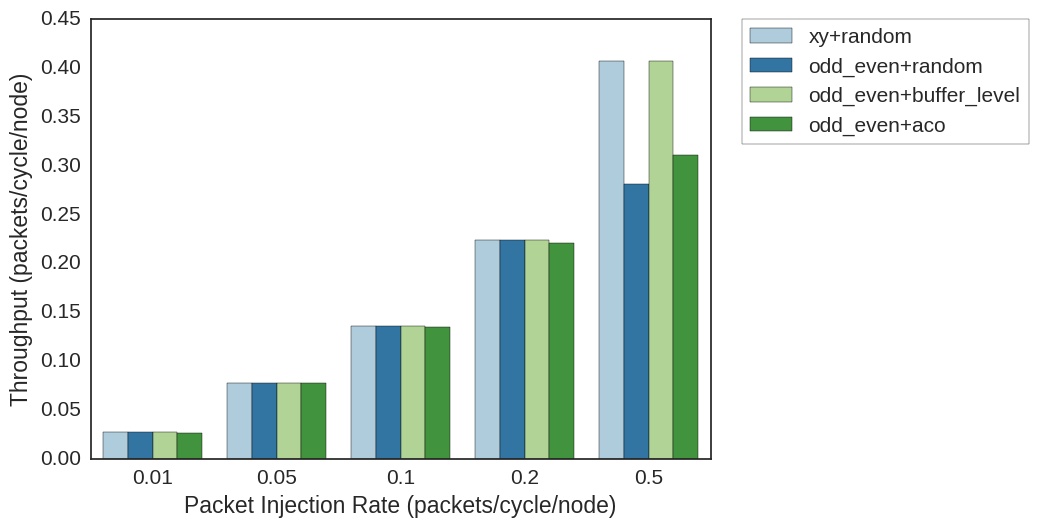 0.45
0.40
0.35
0.30
0.25
0.20
0.15
0.10
0.05
0.00
Throughput (packets/cycle/node)
0.01 0.05 0.1 0.2 0.5
Packet Injection Rate (packets/cycle/node)
xy+random
odd_even+random
odd_even+buffer_level
odd_even+aco